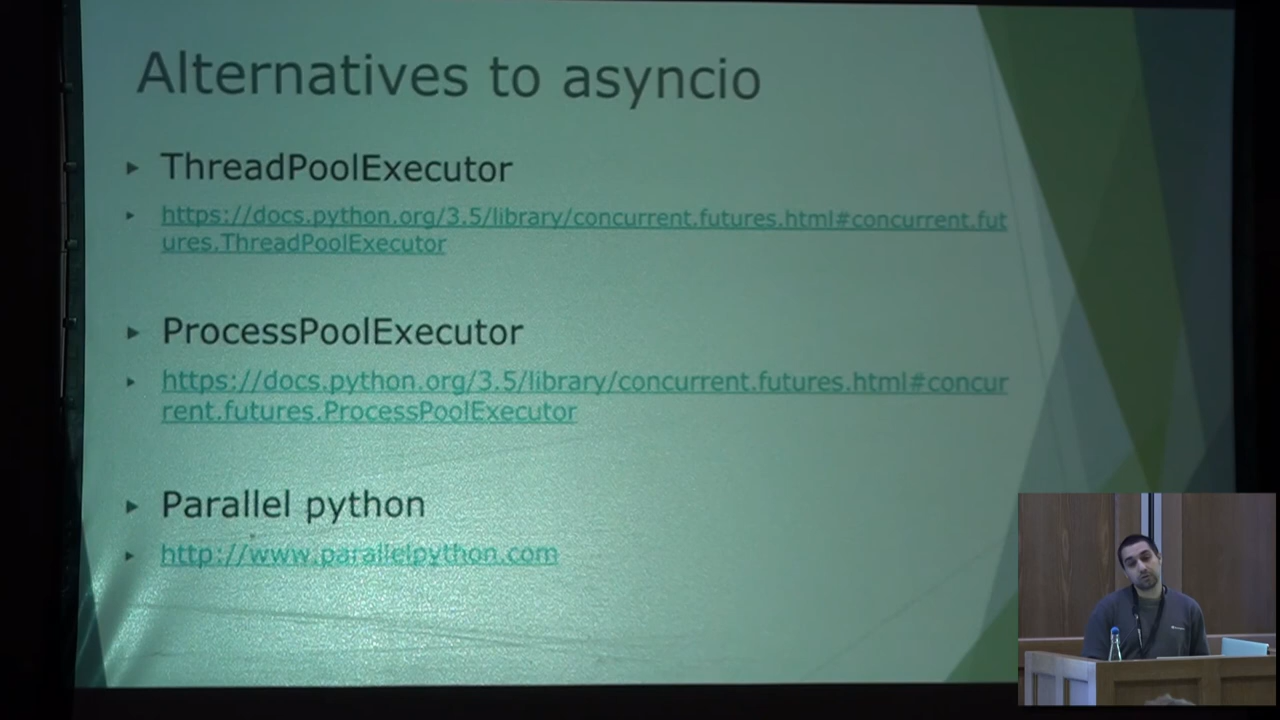 Alternatives to asyncio
ThreadPoolExecutor
https://docs.python.org/3.5/library/concurrent.futures.html#concurrent.fut
ures.ThreadPoolExecutor
ProcessPoolExecutor
https://docs.python.org/3.5/library/concurrent.futures.html#concur
rent.futures.ProcessPoolExecutor
Parallel python
http://www.parallelpython.com